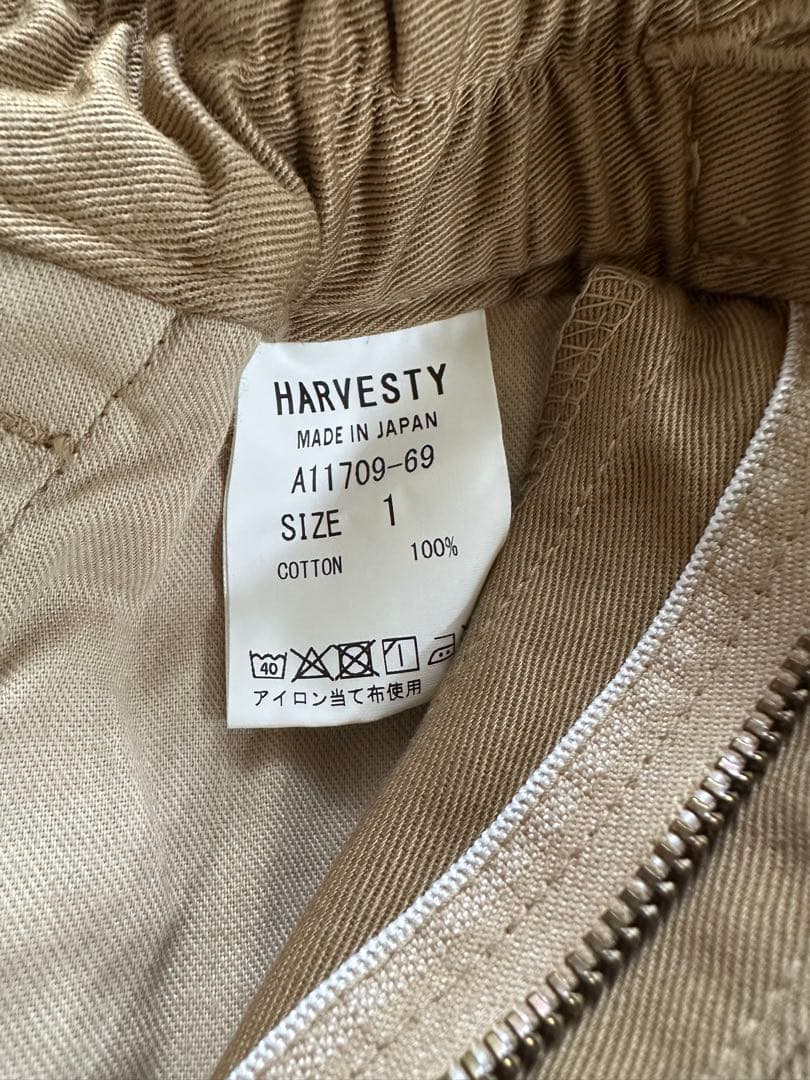 HARVESTY
MADE IN JAPAN
A11709-69
SIZE 1
COTTON 100%
40
アイロン当て布使用